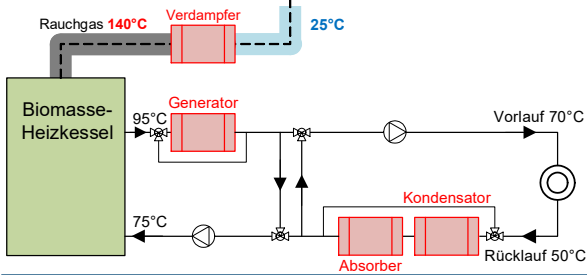 Verdampfer
Rauchgas 140°C
25°C
Biomasse-
Heizkessel
95°C
Generator
Vorlauf 70°C
75°C
Kondensator
Absorber
Rücklauf 50°C